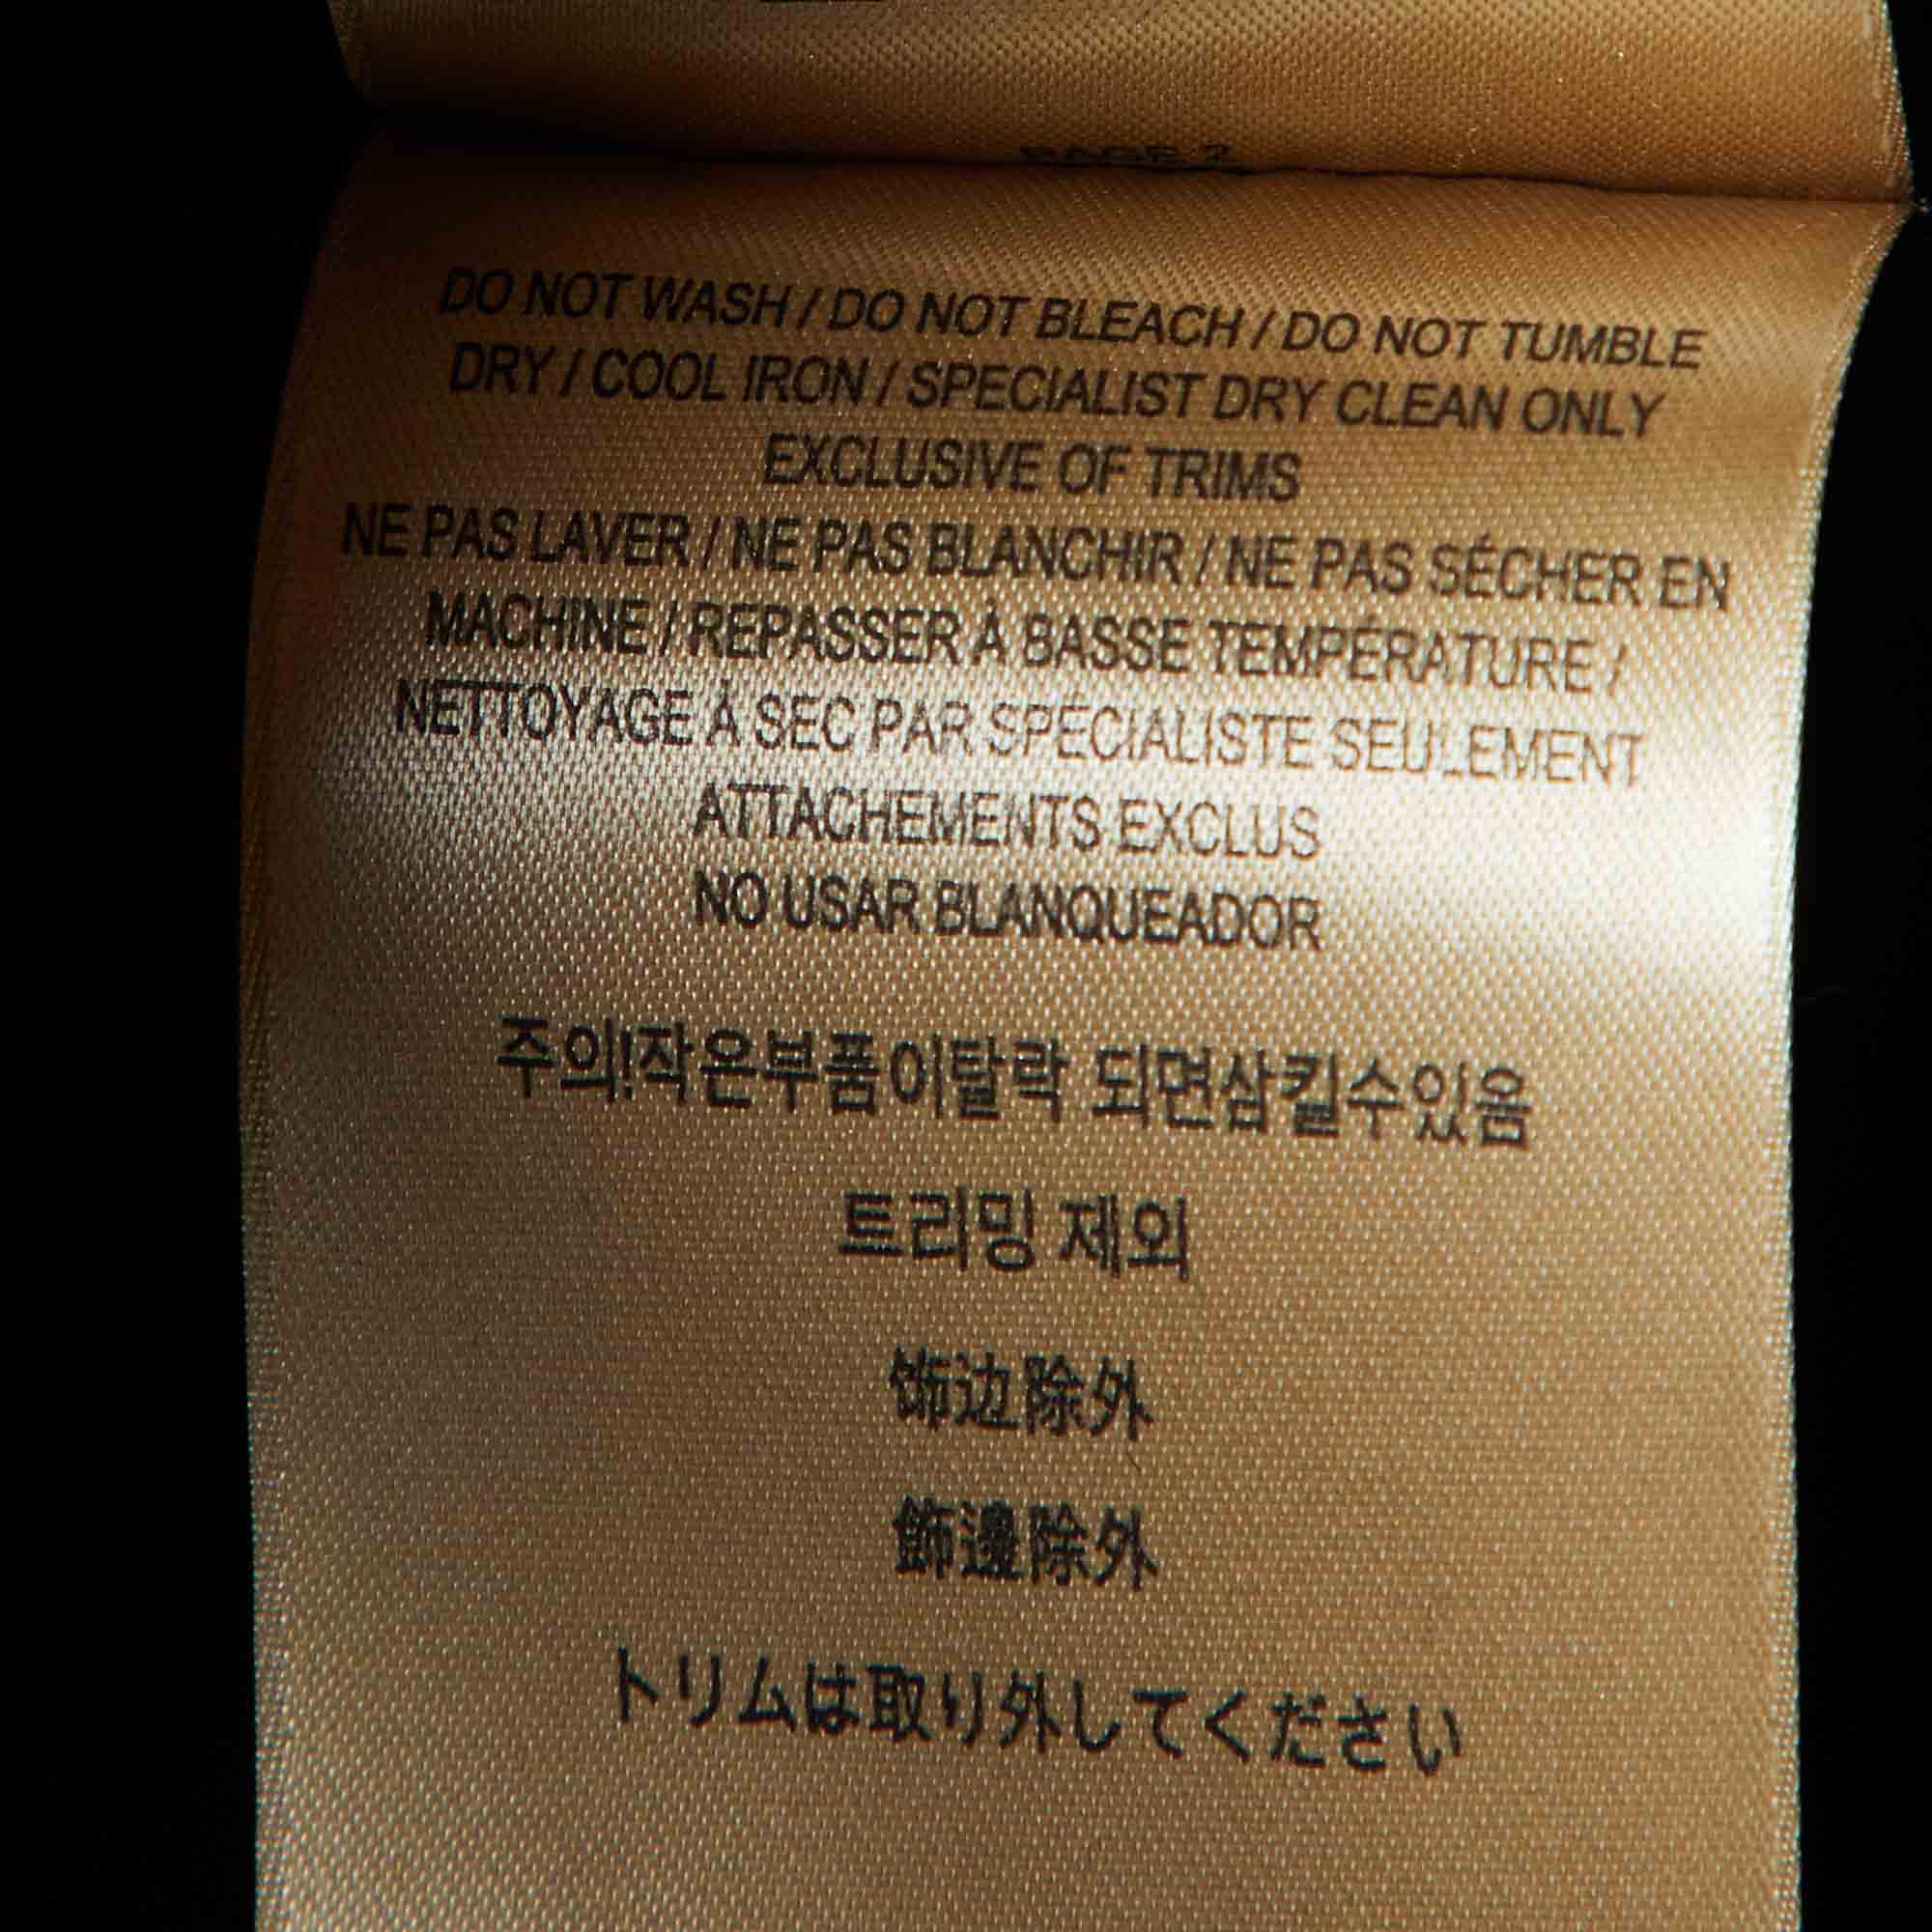 PAGE 2
DO NOT WASH / DO NOT BLEACH / DO NOT TUMBLE
DRY / COOL IRON / SPECIALIST DRY CLEAN ONLY
EXCLUSIVE OF TRIMS
NE PAS LAVER / NE PAS BLANCHIR / NE PAS SÉCHER EN
MACHINE / REPASSER À BASSE TEMPÉRATURE /
NETTOYAGE À SEC PAR SPÉCIALISTE SEULEMENT
ATTACHEMENTS EXCLUS
NO USAR BLANQUEADOR
주의!작은부품이탈락 되면삼킬수있음
트리밍 제외
饰边除外
飾邊除外
トリムは取り外してください